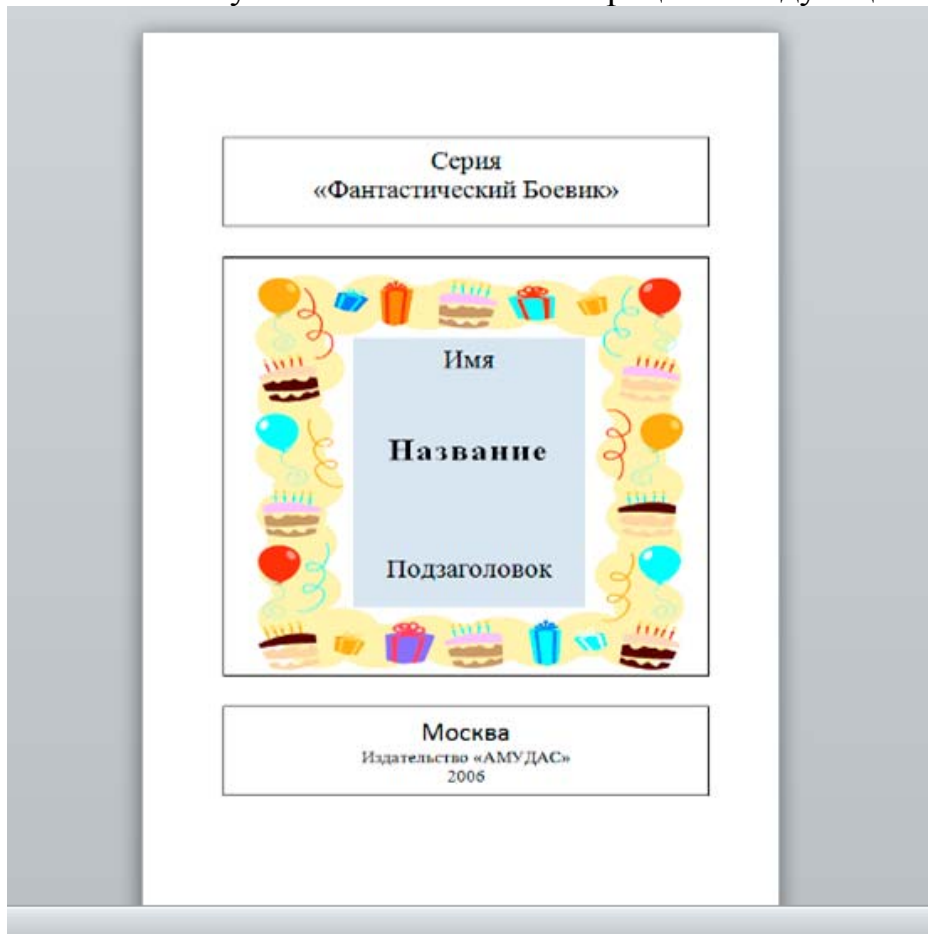 Серия
«Фантастический Боевик»
Имя
Название
Подзаголовок
Москва
Издательство «АМУДАС»
2006